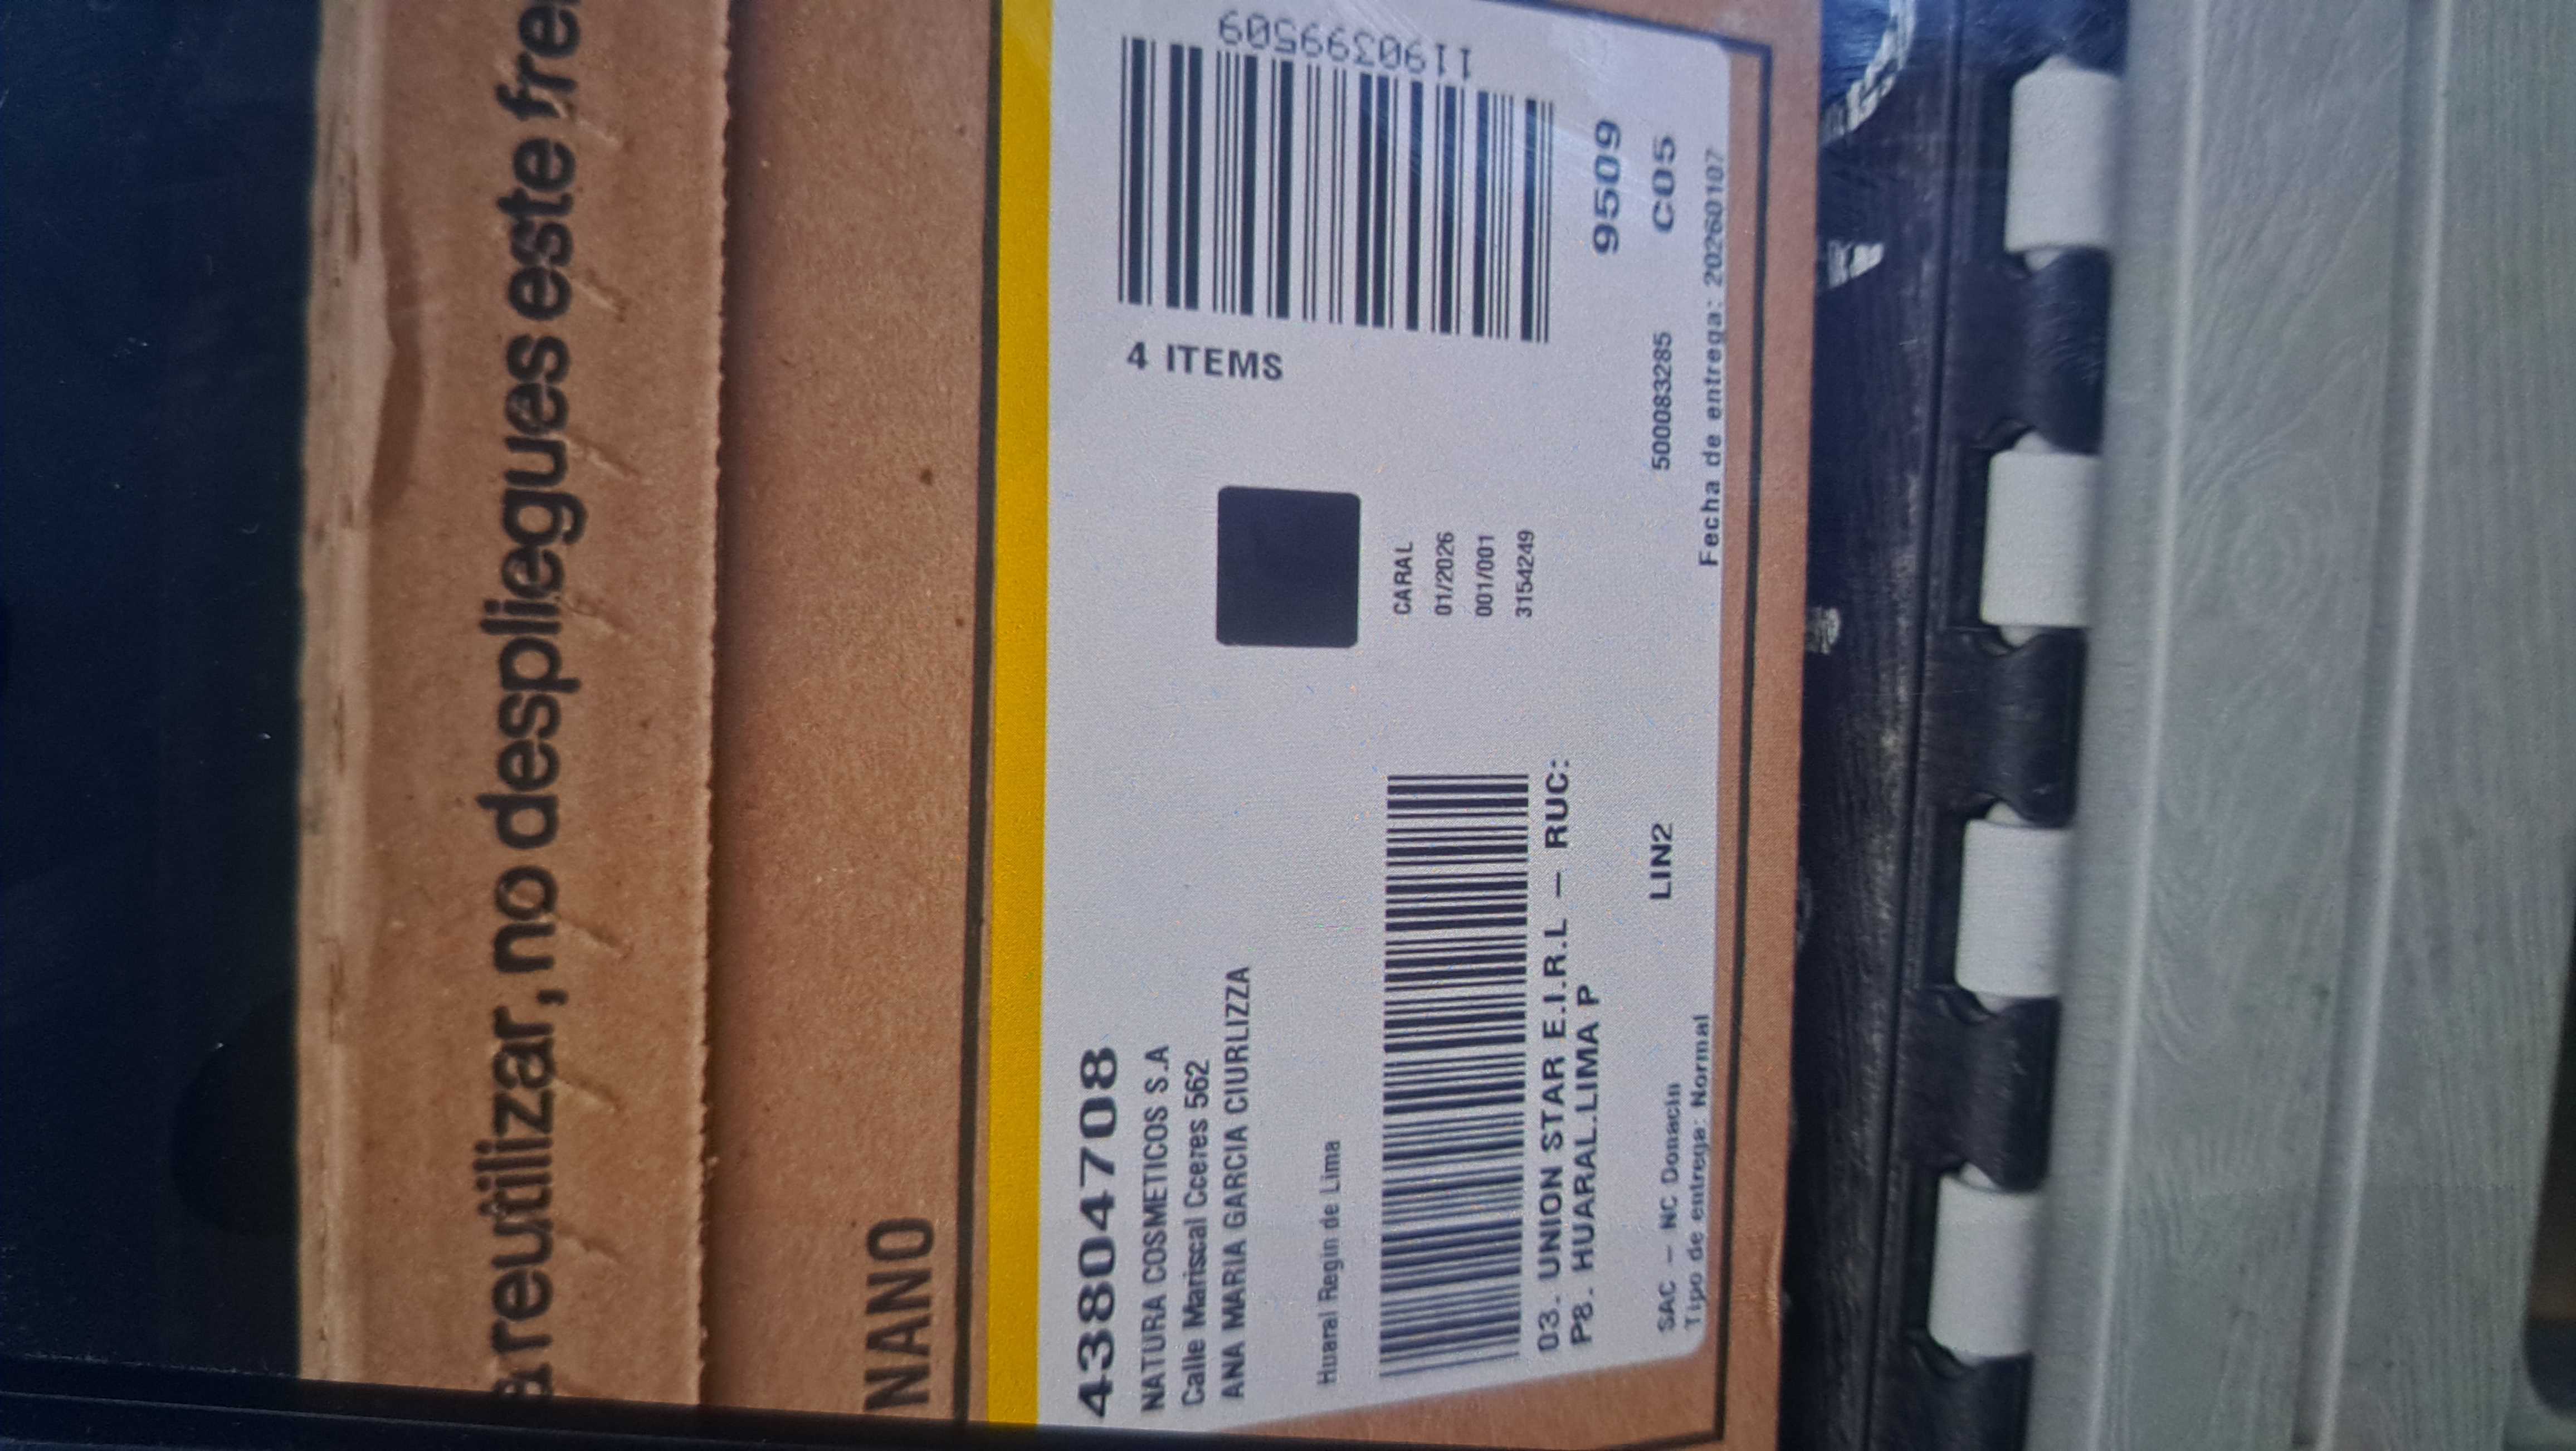 a reutilizar, no despliegues este
NANO
43804708
NATURA COSMETICOS S.A
Calle Mariscal Cceres 562
ANA MARIA GARCIA CIURLIZZA
4 ITEMS
11903999509
Huaral Regin de Lima
CARAL
01/2026
001/001
3154249
03. UNION STAR E.I.R.L – RUC:
P8. HUARAL.LIMA P
9509
SAC – NC Donacin
LIN2
500083285
C05
Tipo de entrega: Normal
Fecha de entrega: 20260107